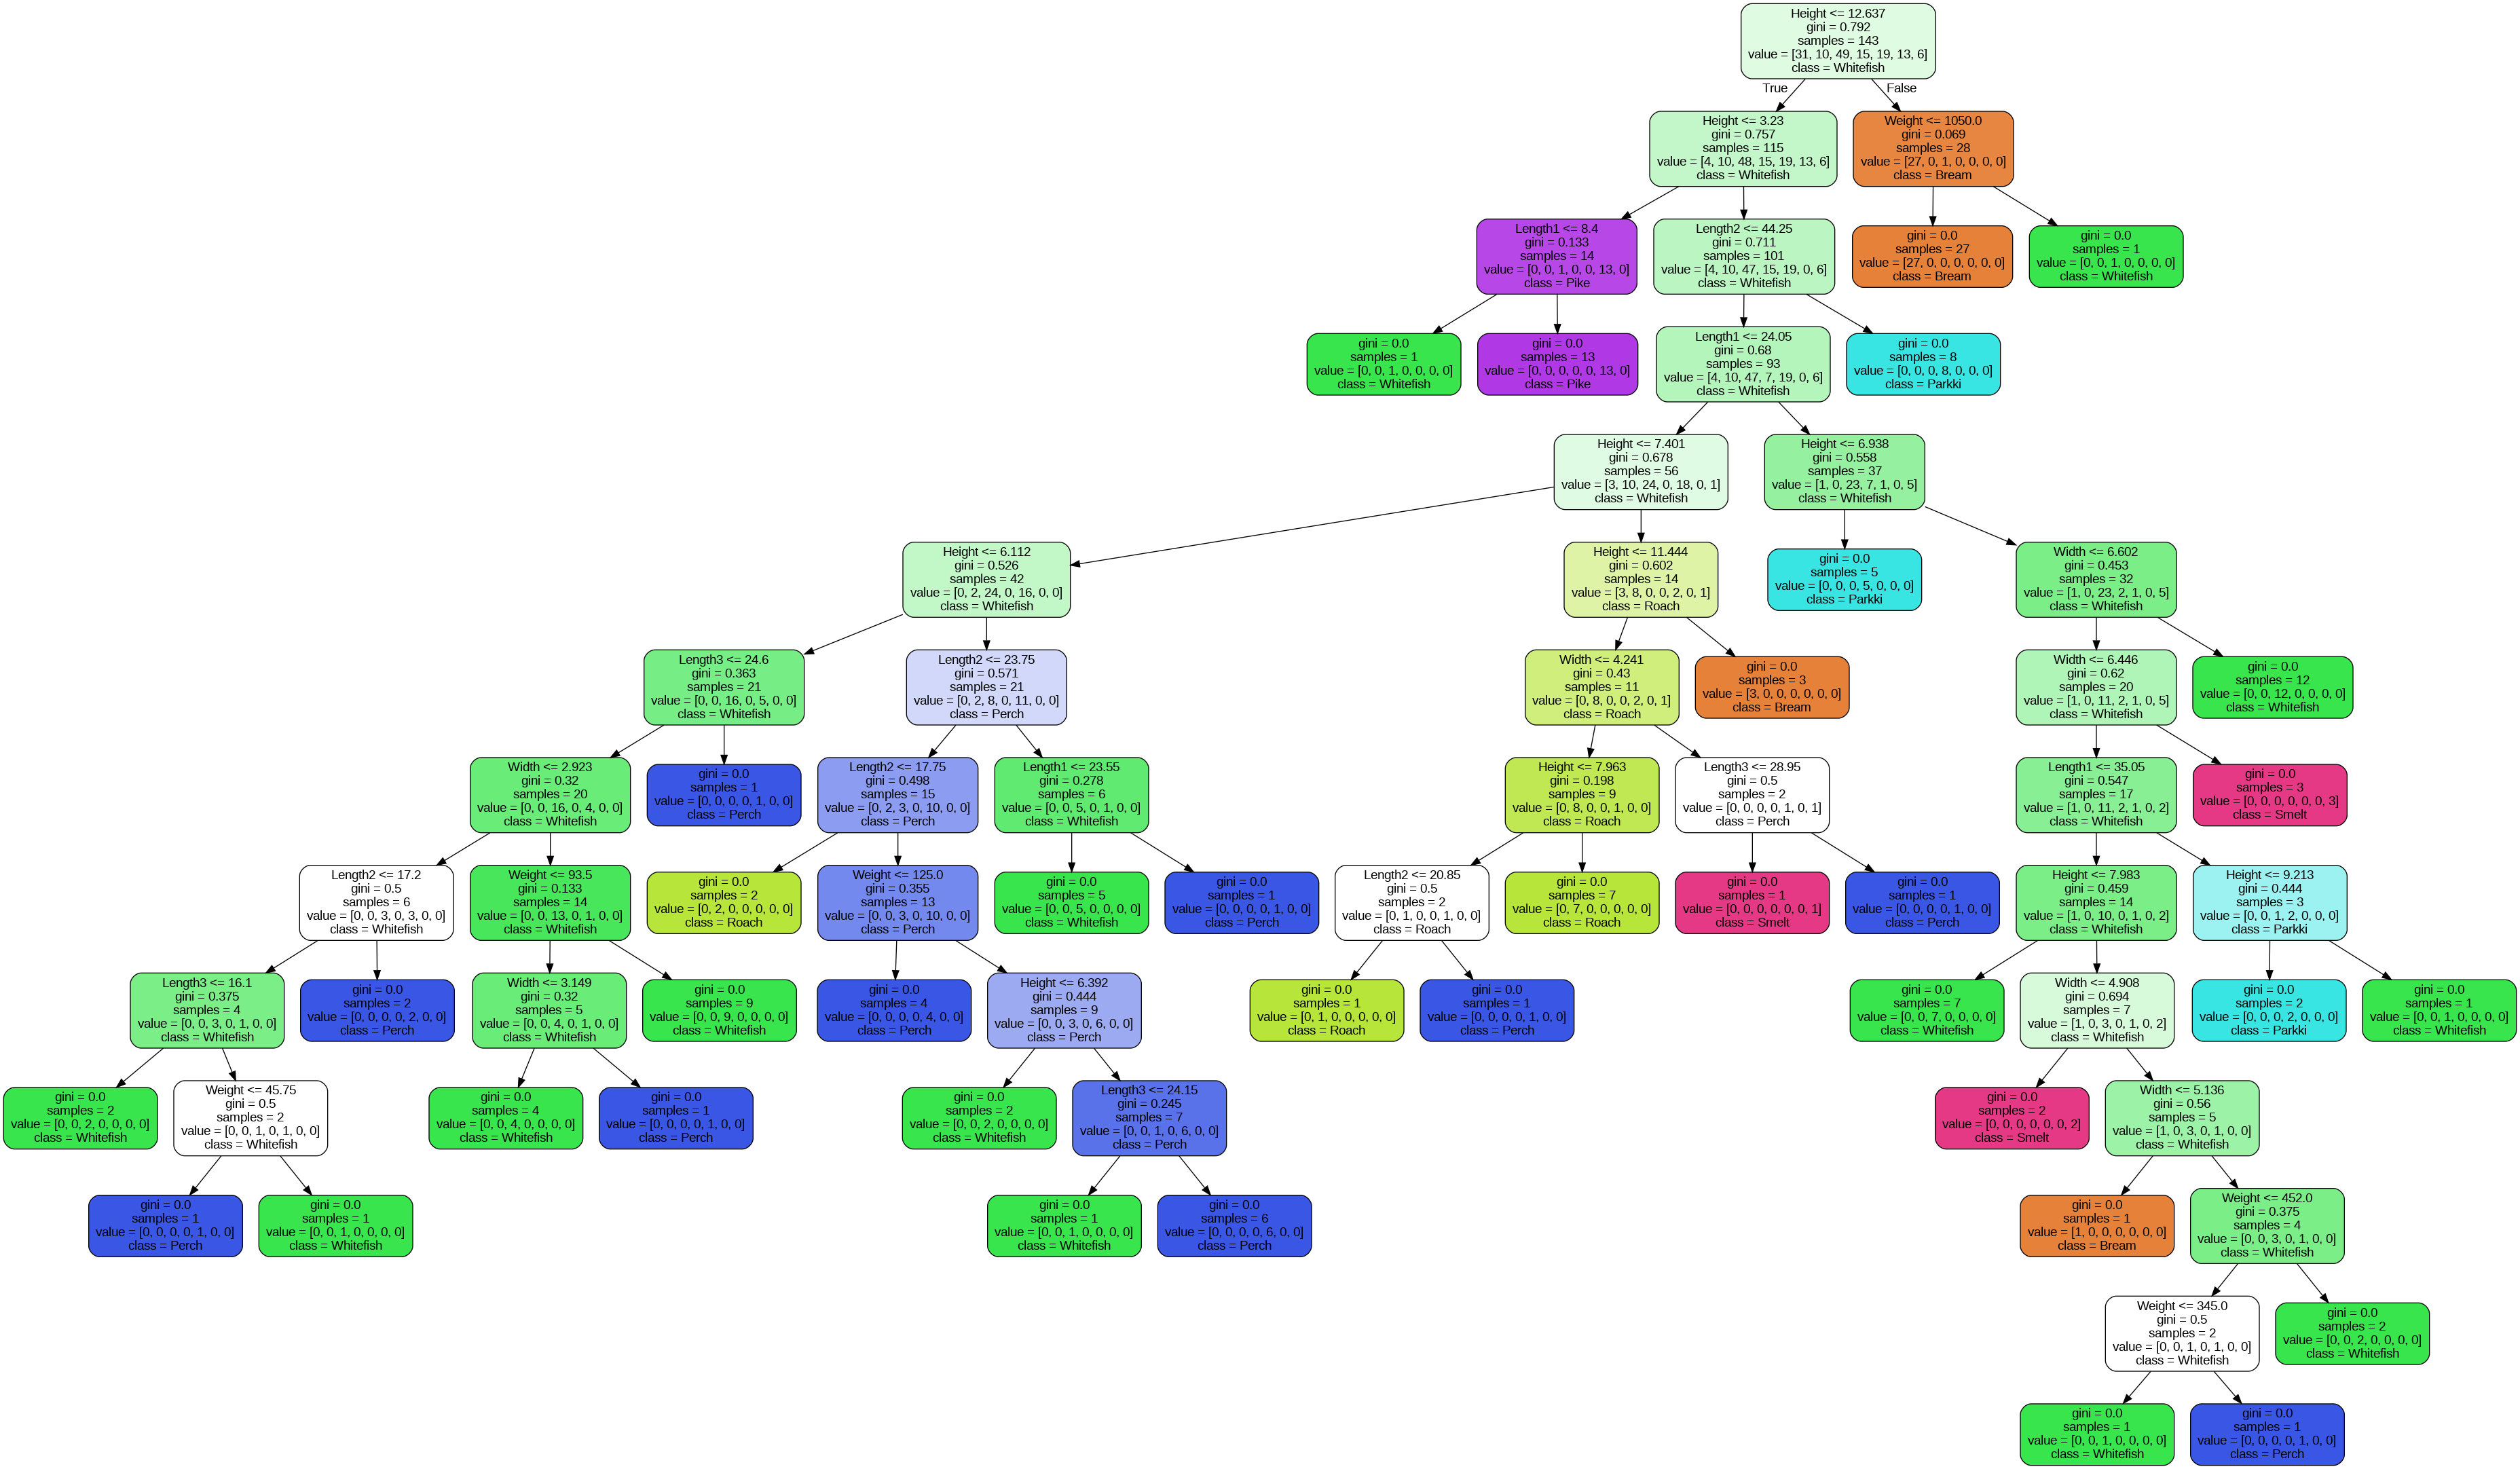 Height <= 12.637
gini = 0.792
samples = 143
value = [31, 10, 49, 15, 19, 13, 6]
class = Whitefish
True
False
Height <= 3.23
gini = 0.757
samples = 115
value = [4, 10, 48, 15, 19, 13, 6]
class = Whitefish
Weight <= 1050.0
gini = 0.069
samples = 28
value = [27, 0, 1, 0, 0, 0, 0]
class = Bream
Length1 <= 8.4
gini = 0.133
samples = 14
value = [0, 0, 1, 0, 0, 13, 0]
class = Pike
Length2 <= 44.25
gini = 0.711
samples = 101
value = [4, 10, 47, 15, 19, 0, 6]
class = Whitefish
gini = 0.0
samples = 27
value = [27, 0, 0, 0, 0, 0, 0]
class = Bream
gini = 0.0
samples = 1
value = [0, 0, 1, 0, 0, 0, 0]
class = Whitefish
gini = 0.0
samples = 1
value = [0, 0, 1, 0, 0, 0, 0]
class = Whitefish
gini = 0.0
samples = 13
value = [0, 0, 0, 0, 0, 13, 0]
class = Pike
Length1 <= 24.05
gini = 0.68
samples = 93
value = [4, 10, 47, 7, 19, 0, 6]
class = Whitefish
gini = 0.0
samples = 8
value = [0, 0, 0, 8, 0, 0, 0]
class = Parkki
Height <= 7.401
gini = 0.678
samples = 56
value = [3, 10, 24, 0, 18, 0, 1]
class = Whitefish
Height <= 6.938
gini = 0.558
samples = 37
value = [1, 0, 23, 7, 1, 0, 5]
class = Whitefish
Height <= 6.112
gini = 0.526
samples = 42
value = [0, 2, 24, 0, 16, 0, 0]
class = Whitefish
Height <= 11.444
gini = 0.602
samples = 14
value = [3, 8, 0, 0, 2, 0, 1]
class = Roach
gini = 0.0
samples = 5
value = [0, 0, 0, 5, 0, 0, 0]
class = Parkki
Width <= 6.602
gini = 0.453
samples = 32
value = [1, 0, 23, 2, 1, 0, 5]
class = Whitefish
Length3 <= 24.6
gini = 0.363
samples = 21
value = [0, 0, 16, 0, 5, 0, 0]
class = Whitefish
Length2 <= 23.75
gini = 0.571
samples = 21
value = [0, 2, 8, 0, 11, 0, 0]
class = Perch
Width <= 4.241
gini = 0.43
samples = 11
value = [0, 8, 0, 0, 2, 0, 1]
class = Roach
gini = 0.0
samples = 3
value = [3, 0, 0, 0, 0, 0, 0]
class = Bream
Width <= 6.446
gini = 0.62
samples = 20
value = [1, 0, 11, 2, 1, 0, 5]
class = Whitefish
gini = 0.0
samples = 12
value = [0, 0, 12, 0, 0, 0, 0]
class = Whitefish
Width <= 2.923
gini = 0.32
samples = 20
value = [0, 0, 16, 0, 4, 0, 0]
class = Whitefish
gini = 0.0
samples = 1
value = [0, 0, 0, 0, 1, 0, 0]
class = Perch
Length2 <= 17.75
gini = 0.498
samples = 15
value = [0, 2, 3, 0, 10, 0, 0]
class = Perch
Length1 <= 23.55
gini = 0.278
samples = 6
value = [0, 0, 5, 0, 1, 0, 0]
class = Whitefish
Height <= 7.963
gini = 0.198
samples = 9
value = [0, 8, 0, 0, 1, 0, 0]
class = Roach
Length3 <= 28.95
gini = 0.5
samples = 2
value = [0, 0, 0, 0, 1, 0, 1]
class = Perch
Length1 <= 35.05
gini = 0.547
samples = 17
value = [1, 0, 11, 2, 1, 0, 2]
class = Whitefish
gini = 0.0
samples = 3
value = [0, 0, 0, 0, 0, 0, 3]
class = Smelt
Length2 <= 17.2
gini = 0.5
samples = 6
value = [0, 0, 3, 0, 3, 0, 0]
class = Whitefish
Weight <= 93.5
gini = 0.133
samples = 14
value = [0, 0, 13, 0, 1, 0, 0]
class = Whitefish
gini = 0.0
samples = 2
value = [0, 2, 0, 0, 0, 0, 0]
class = Roach
Weight <= 125.0
gini = 0.355
samples = 13
value = [0, 0, 3, 0, 10, 0, 0]
class = Perch
gini = 0.0
samples = 5
value = [0, 0, 5, 0, 0, 0, 0]
class = Whitefish
gini = 0.0
samples = 1
value = [0, 0, 0, 0, 1, 0, 0]
class = Perch
Length2 <= 20.85
gini = 0.5
samples = 2
value = [0, 1, 0, 0, 1, 0, 0]
class = Roach
gini = 0.0
samples = 7
value = [0, 7, 0, 0, 0, 0, 0]
class = Roach
gini = 0.0
samples = 1
value = [0, 0, 0, 0, 0, 0, 1]
class = Smelt
gini = 0.0
samples = 1
value = [0, 0, 0, 0, 1, 0, 0]
class = Perch
Height <= 7.983
gini = 0.459
samples = 14
value = [1, 0, 10, 0, 1, 0, 2]
class = Whitefish
Height <= 9.213
gini = 0.444
samples = 3
value = [0, 0, 1, 2, 0, 0, 0]
class = Parkki
Length3 <= 16.1
gini = 0.375
samples = 4
value = [0, 0, 3, 0, 1, 0, 0]
class = Whitefish
gini = 0.0
samples = 2
value = [0, 0, 0, 0, 2, 0, 0]
class = Perch
Width <= 3.149
gini = 0.32
samples = 5
value = [0, 0, 4, 0, 1, 0, 0]
class = Whitefish
gini = 0.0
samples = 9
value = [0, 0, 9, 0, 0, 0, 0]
class = Whitefish
gini = 0.0
samples = 4
value = [0, 0, 0, 0, 4, 0, 0]
class = Perch
Height <= 6.392
gini = 0.444
samples = 9
value = [0, 0, 3, 0, 6, 0, 0]
class = Perch
gini = 0.0
samples = 1
value = [0, 1, 0, 0, 0, 0, 0]
class = Roach
gini = 0.0
samples = 1
value = [0, 0, 0, 0, 1, 0, 0]
class = Perch
gini = 0.0
samples = 7
value = [0, 0, 7, 0, 0, 0, 0]
class = Whitefish
Width <= 4.908
gini = 0.694
samples = 7
value = [1, 0, 3, 0, 1, 0, 2]
class = Whitefish
gini = 0.0
samples = 2
value = [0, 0, 0, 2, 0, 0, 0]
class = Parkki
gini = 0.0
samples = 1
value = [0, 0, 1, 0, 0, 0, 0]
class = Whitefish
gini = 0.0
samples = 2
value = [0, 0, 2, 0, 0, 0, 0]
class = Whitefish
Weight <= 45.75
gini = 0.5
samples = 2
value = [0, 0, 1, 0, 1, 0, 0]
class = Whitefish
gini = 0.0
samples = 4
value = [0, 0, 4, 0, 0, 0, 0]
class = Whitefish
gini = 0.0
samples = 1
value = [0, 0, 0, 0, 1, 0, 0]
class = Perch
gini = 0.0
samples = 2
value = [0, 0, 2, 0, 0, 0, 0]
class = Whitefish
Length3 <= 24.15
gini = 0.245
samples = 7
value = [0, 0, 1, 0, 6, 0, 0]
class = Perch
gini = 0.0
samples = 2
value = [0, 0, 0, 0, 0, 0, 2]
class = Smelt
Width <= 5.136
gini = 0.56
samples = 5
value = [1, 0, 3, 0, 1, 0, 0]
class = Whitefish
gini = 0.0
samples = 1
value = [0, 0, 0, 0, 1, 0, 0]
class = Perch
gini = 0.0
samples = 1
value = [0, 0, 1, 0, 0, 0, 0]
class = Whitefish
gini = 0.0
samples = 1
value = [0, 0, 1, 0, 0, 0, 0]
class = Whitefish
gini = 0.0
samples = 6
value = [0, 0, 0, 0, 6, 0, 0]
class = Perch
gini = 0.0
samples = 1
value = [1, 0, 0, 0, 0, 0, 0]
class = Bream
Weight <= 452.0
gini = 0.375
samples = 4
value = [0, 0, 3, 0, 1, 0, 0]
class = Whitefish
Weight <= 345.0
gini = 0.5
samples = 2
value = [0, 0, 1, 0, 1, 0, 0]
class = Whitefish
gini = 0.0
samples = 2
value = [0, 0, 2, 0, 0, 0, 0]
class = Whitefish
gini = 0.0
samples = 1
value = [0, 0, 1, 0, 0, 0, 0]
class = Whitefish
gini = 0.0
samples = 1
value = [0, 0, 0, 0, 1, 0, 0]
class = Perch